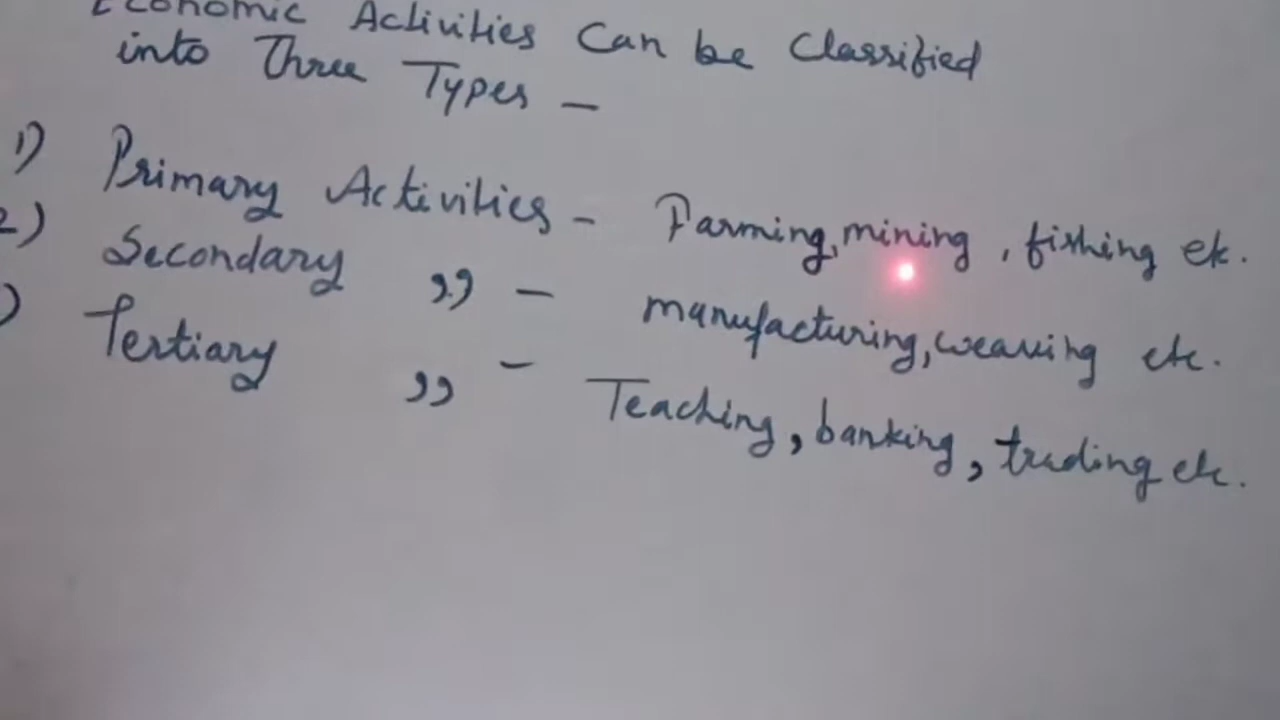 Economic Activities Can be Classified
into Three Types -
1) Primary Activities - Farming, mining, fishing etc.
2) Secondary ,, - manufacturing, weaving etc.
) Tertiary ,, - Teaching, banking, trading etc.